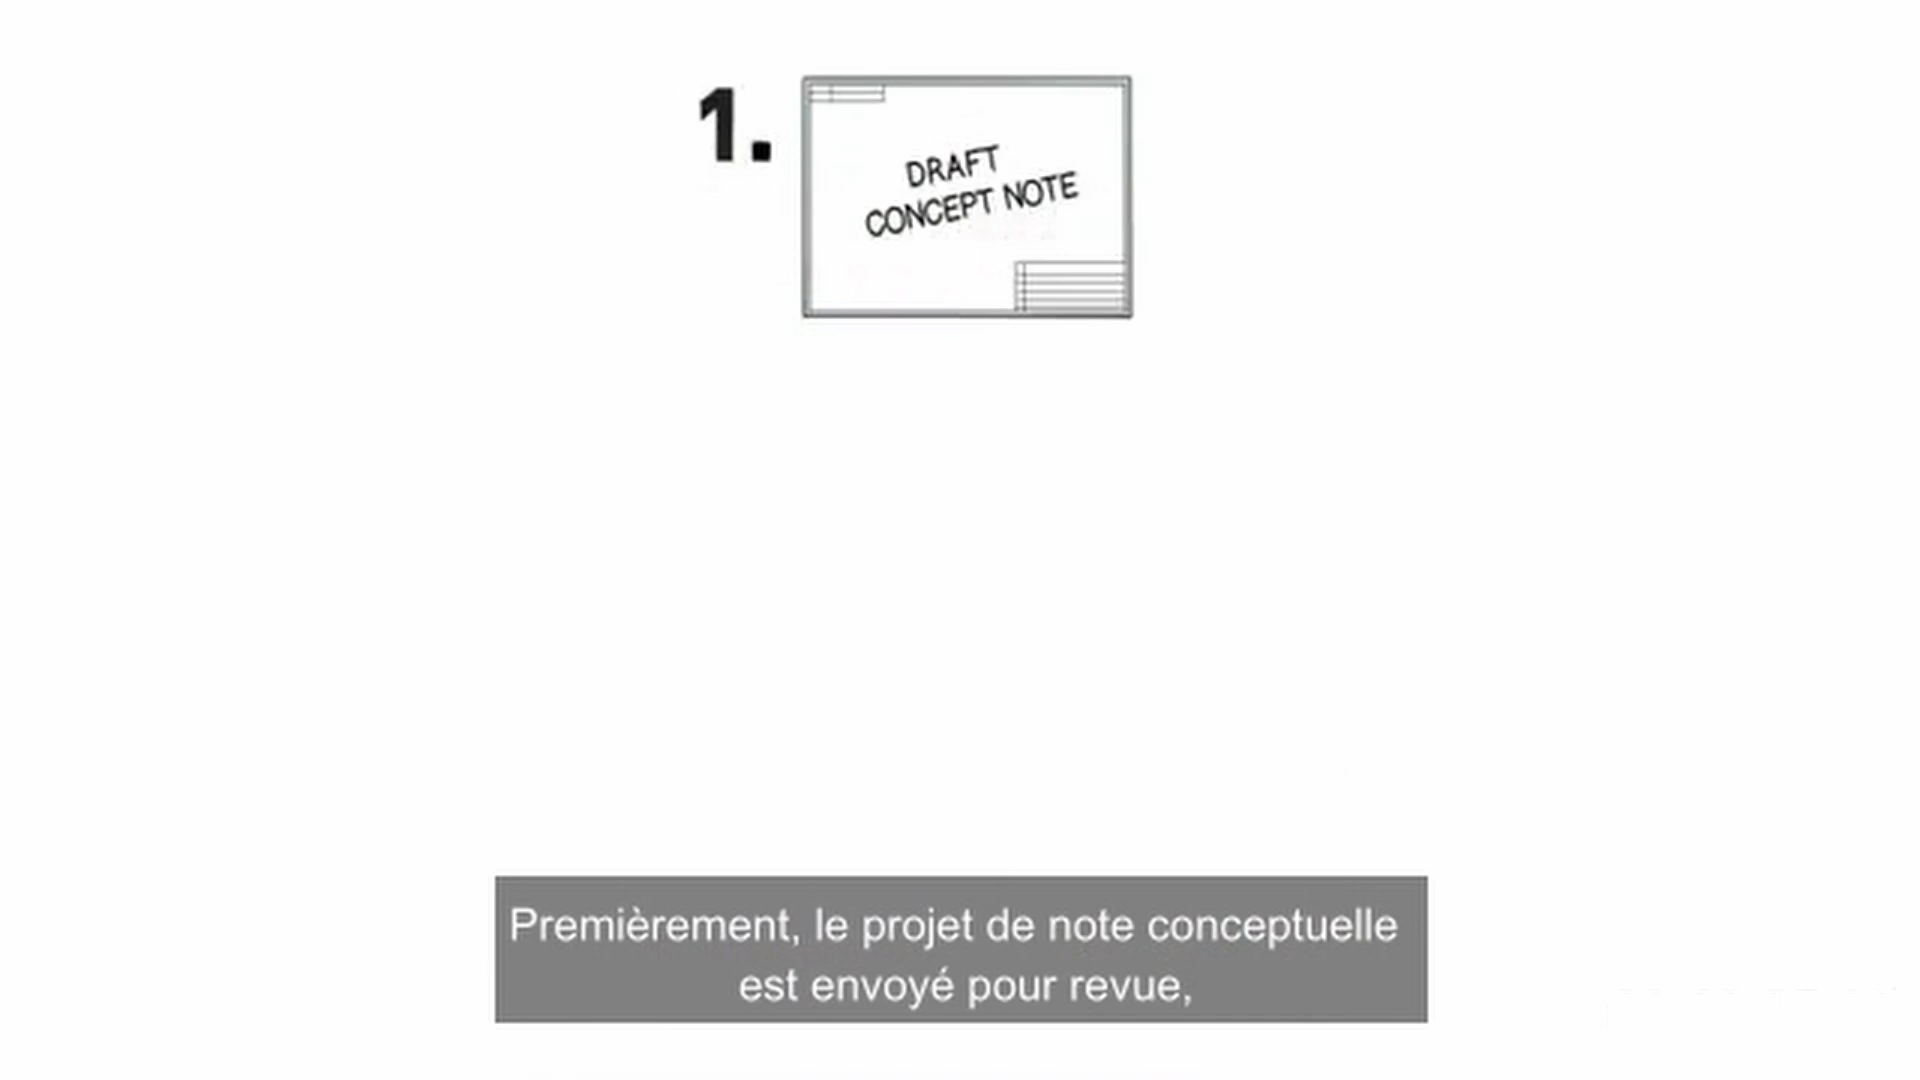 1.
DRAFT
CONCEPT NOTE
Premièrement, le projet de note conceptuelle
est envoyé pour revue,